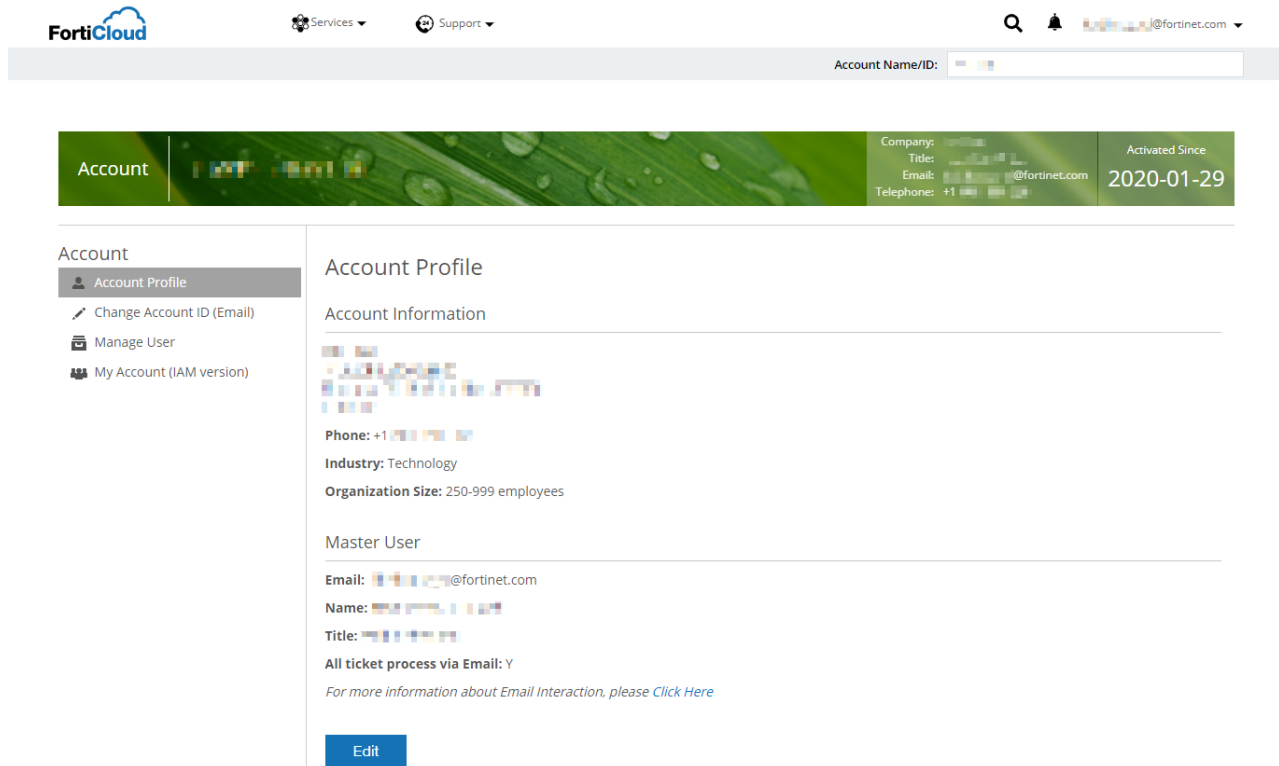 FortiCloud
Services
24
Support
@fortinet.com
Account Name/ID:
Account
Company:
Title:
Email: @fortinet.com
Telephone: +1
Activated Since
2020-01-29
Account
Account Profile
Change Account ID (Email)
Manage User
My Account (IAM version)
Account Profile
Account Information
Phone: +1
Industry: Technology
Organization Size: 250-999 employees
Master User
Email: @fortinet.com
Name:
Title:
All ticket process via Email: Y
For more information about Email Interaction, please Click Here
Edit